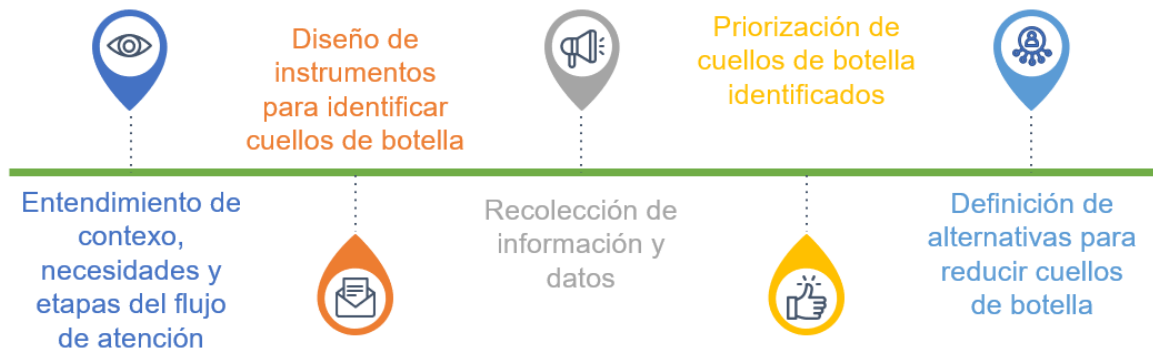 Entendimiento de
contexo,
necesidades y
etapas del flujo
de atención
Diseño de
instrumentos
para identificar
cuellos de botella
Recolección de
información y
datos
Priorización de
cuellos de botella
identificados
Definición de
alternativas para
reducir cuellos
de botella